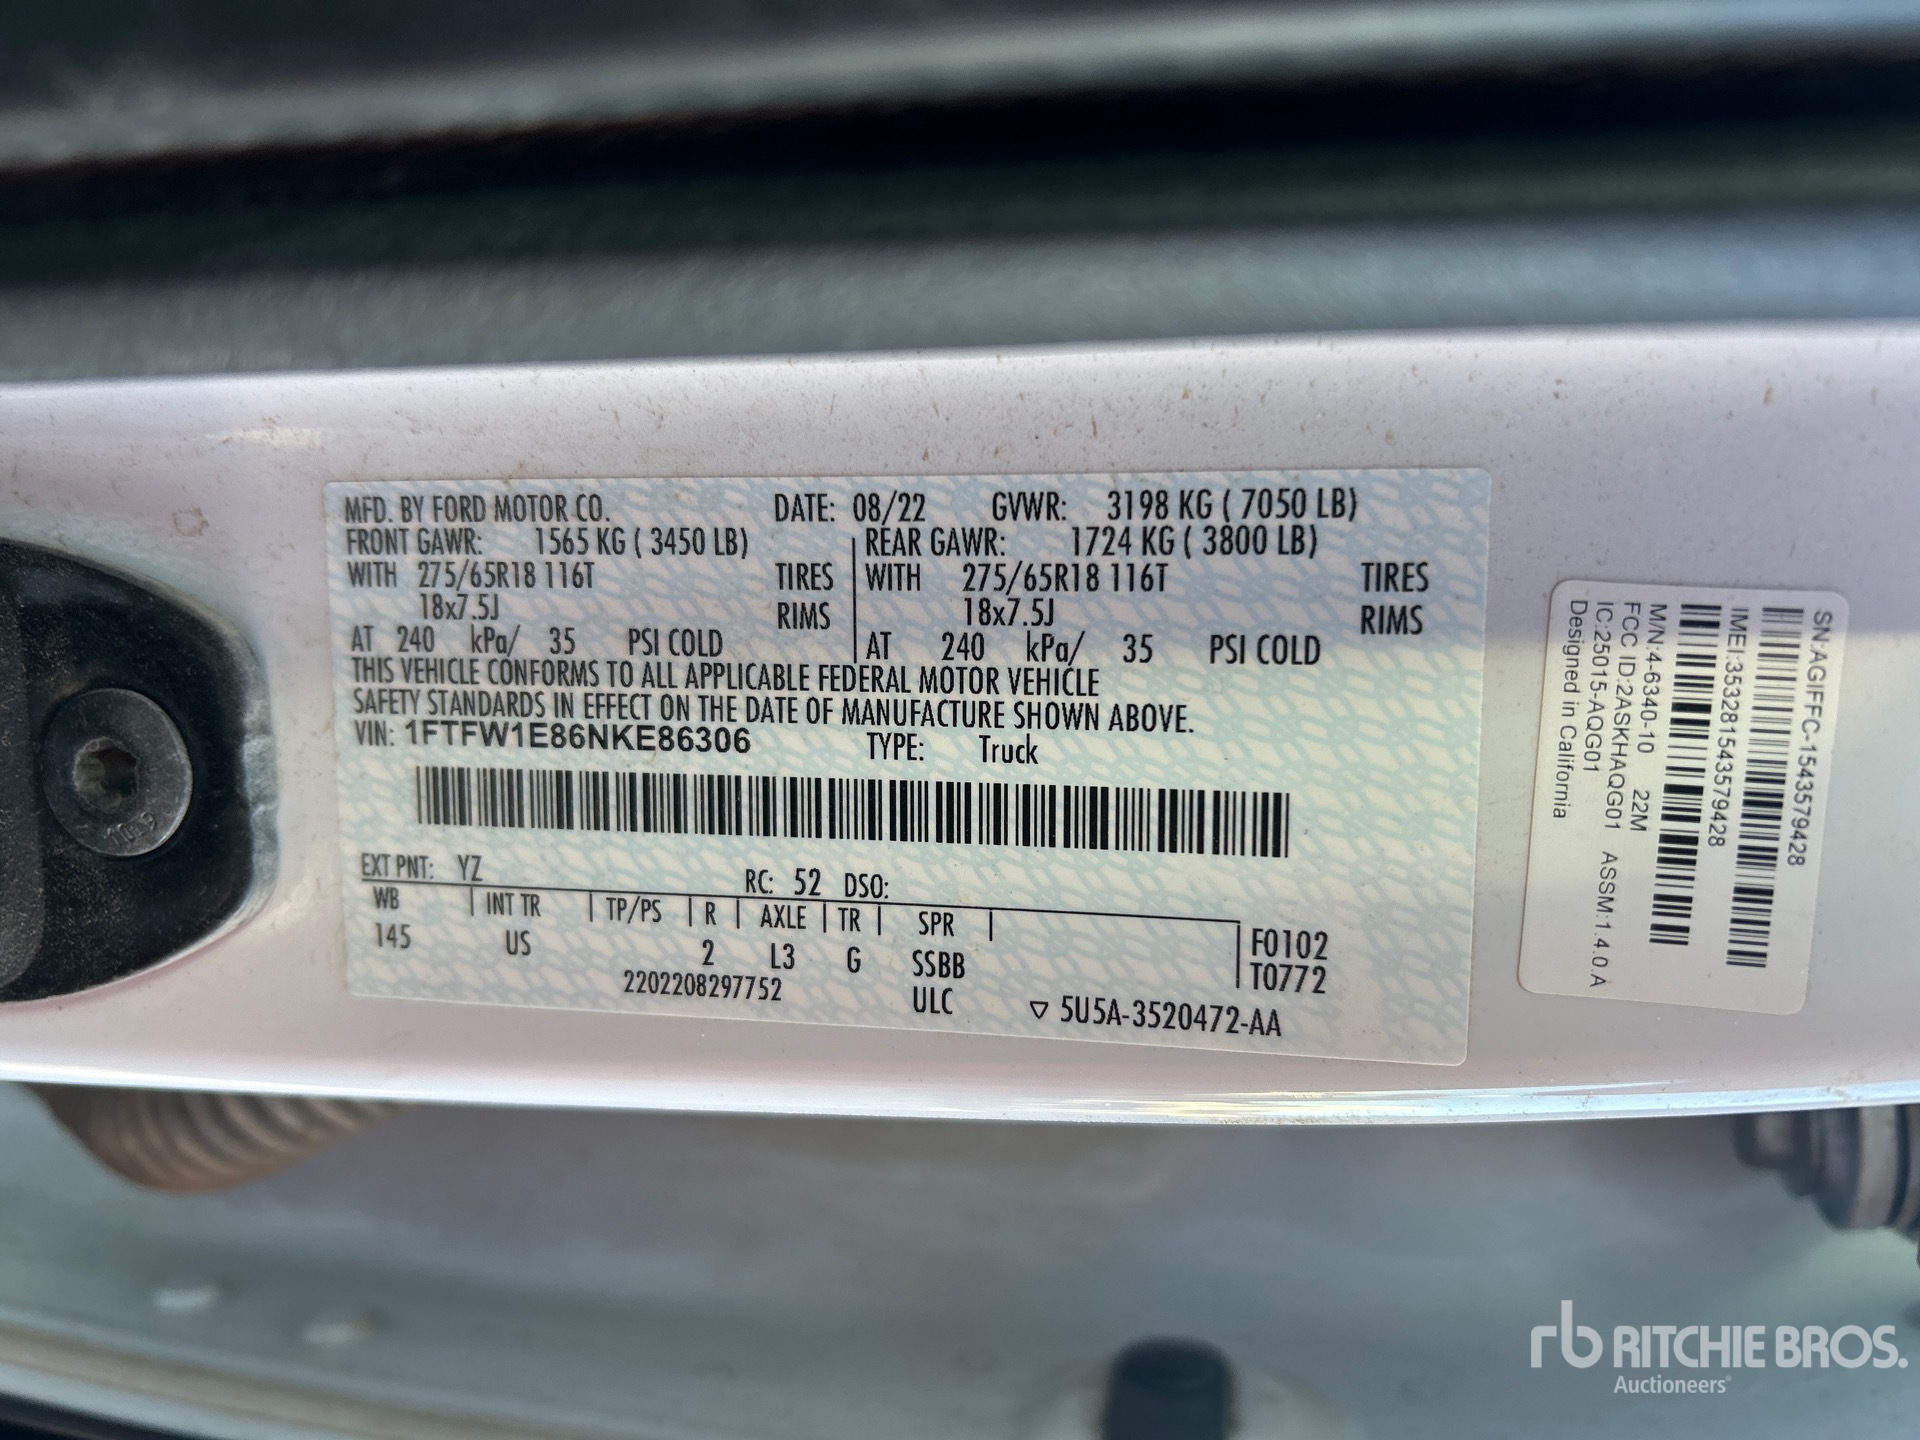 MFD. BY FORD MOTOR CO. DATE: 08/22 GVWR: 3198 KG ( 7050 LB)
FRONT GAWR: 1565 KG ( 3450 LB) REAR GAWR: 1724 KG ( 3800 LB)
WITH 275/65R18 116T TIRES WITH 275/65R18 116T TIRES
18x7.5J RIMS 18x7.5J RIMS
AT 240 kPa/ 35 PSI COLD AT 240 kPa/ 35 PSI COLD
THIS VEHICLE CONFORMS TO ALL APPLICABLE FEDERAL MOTOR VEHICLE
SAFETY STANDARDS IN EFFECT ON THE DATE OF MANUFACTURE SHOWN ABOVE.
VIN: 1FTFW1E86NKE86306 TYPE: Truck
EXT PNT: YZ RC: 52 DSO:
WB INT TR TP/PS R AXLE TR SPR
145 US 2 L3 G SSBB F0102
2202208297752 ULC T0772
▽ 5U5A-3520472-AA
SN:AGIFFC-1543579428
IMEI:353281543579428
M/N:4-6340-10 22M
FCC ID:2ASKHAQG01 ASSM:1.4.0.A
IC:25015-AQG01
Designed in California
10.9
rb RITCHIE BROS.
Auctioneers